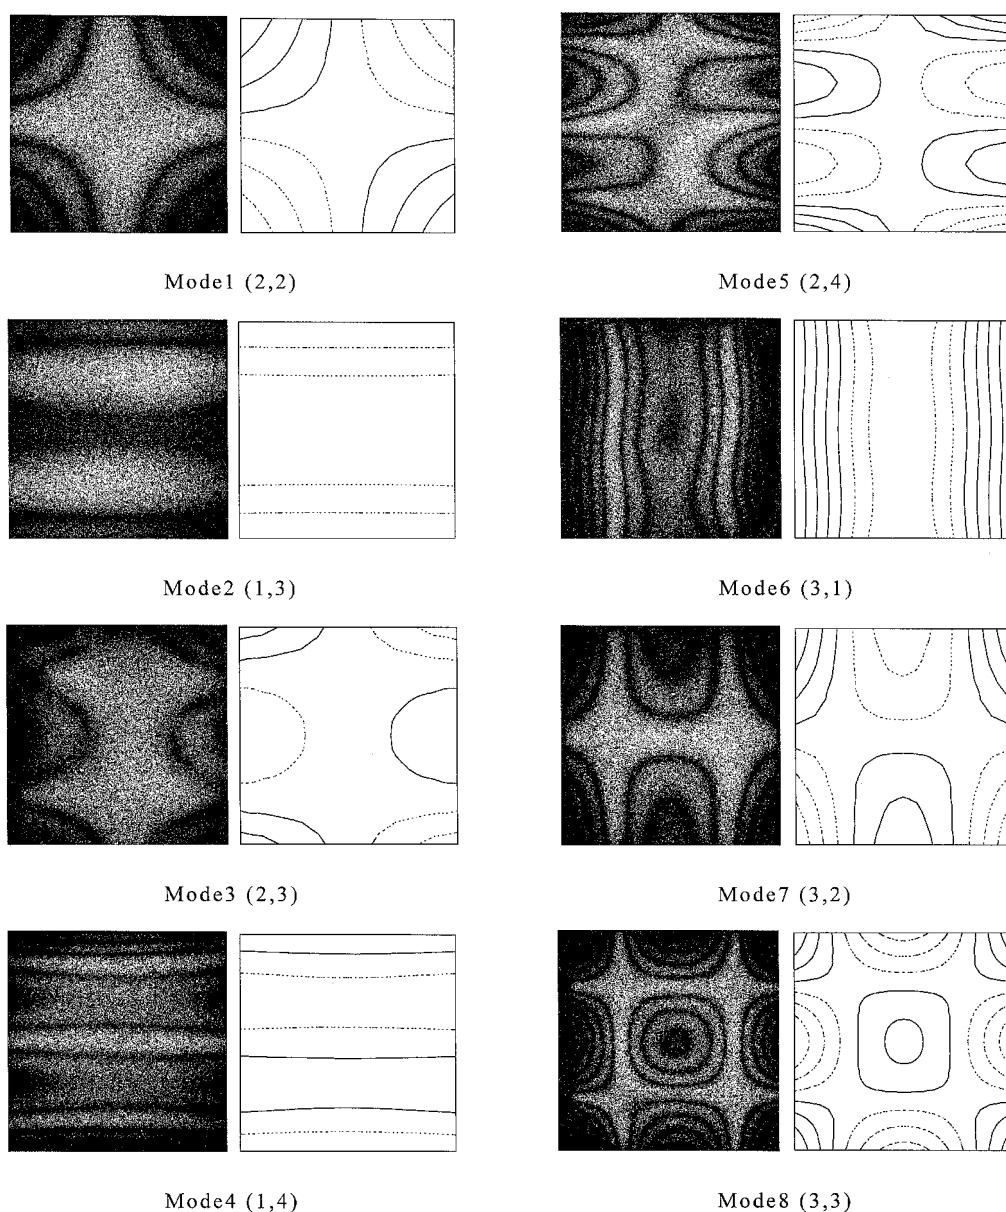 Mode1 (2,2)
Mode5 (2,4)
Mode2 (1,3)
Mode6 (3,1)
Mode3 (2,3)
Mode7 (3,2)
Mode4 (1,4)
Mode8 (3,3)